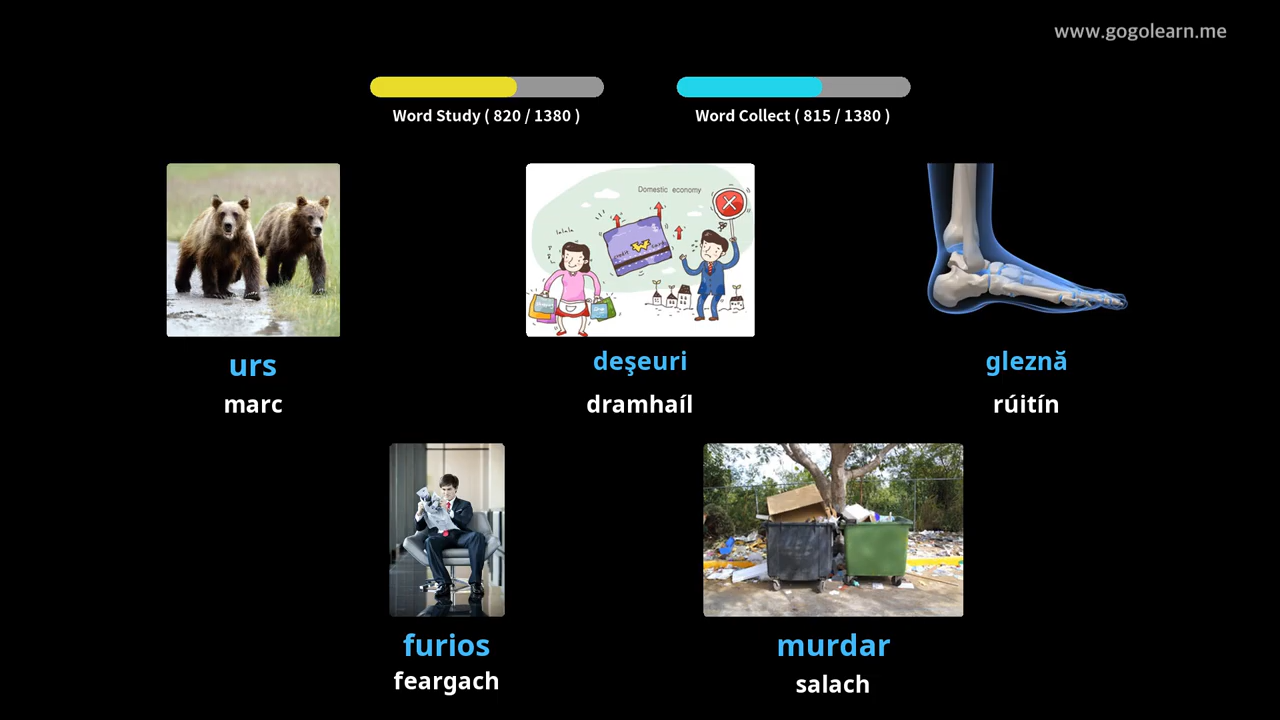 www.gogolearn.me
Word Study ( 820 / 1380 )
Word Collect ( 815 / 1380 )
Domestic economy
urs
marc
deşeuri
dramhaíl
gleznă
rúitín
furios
feargach
murdar
salach